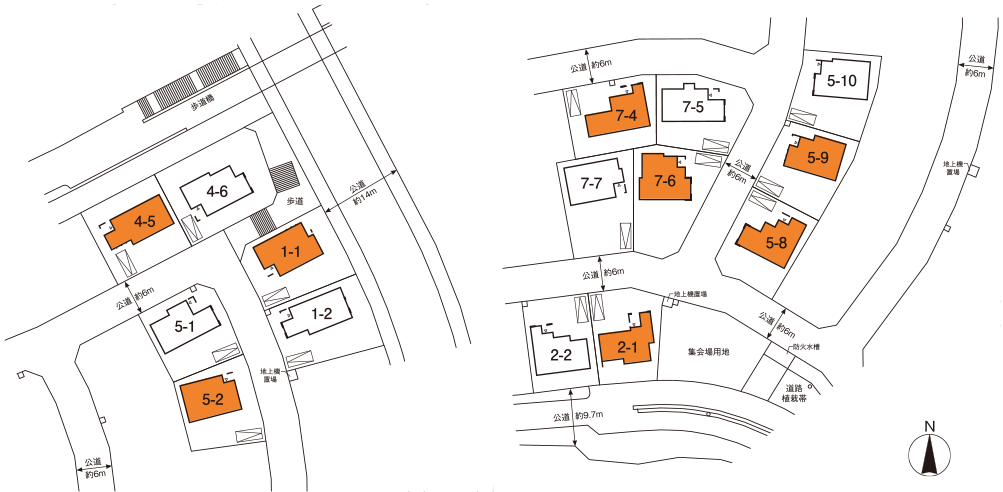 歩道橋
4-6
4-5
歩道
公道
約14m
1-1
公道 約6m
5-1
1-2
地上機
置場
5-2
公道
約6m
公道 約6m
7-4
7-5
5-10
公道
約6m
5-9
地上機
置場
公道
約6m
7-7
7-6
5-8
公道 約6m
地上機置場
公道
約6m
2-2
2-1
集会場用地
防火水槽
道路
植栽帯
公道 約9.7m
N